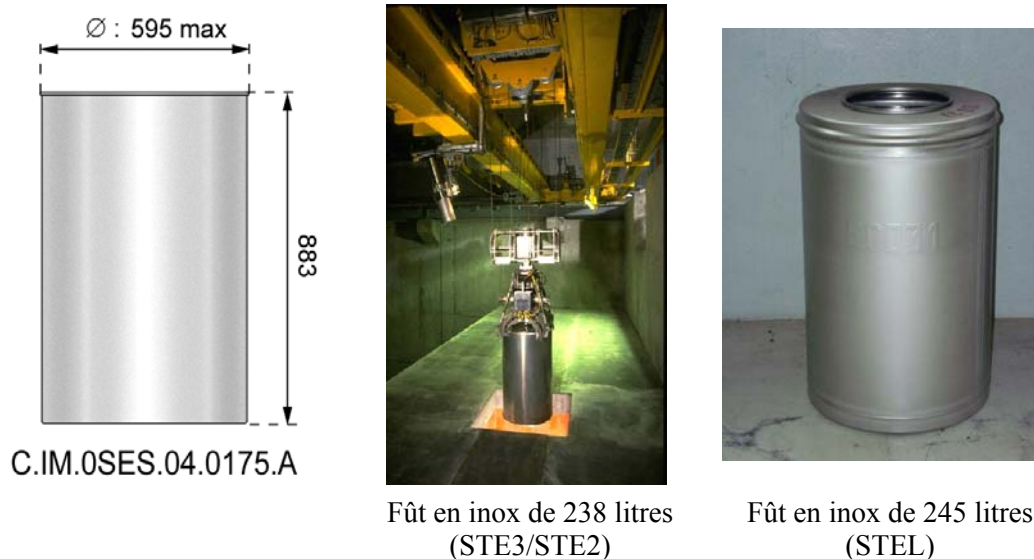 Ø : 595 max
883
C.IM.0SES.04.0175.A
Fût en inox de 238 litres
(STE3/STE2)
Fût en inox de 245 litres
(STEL)